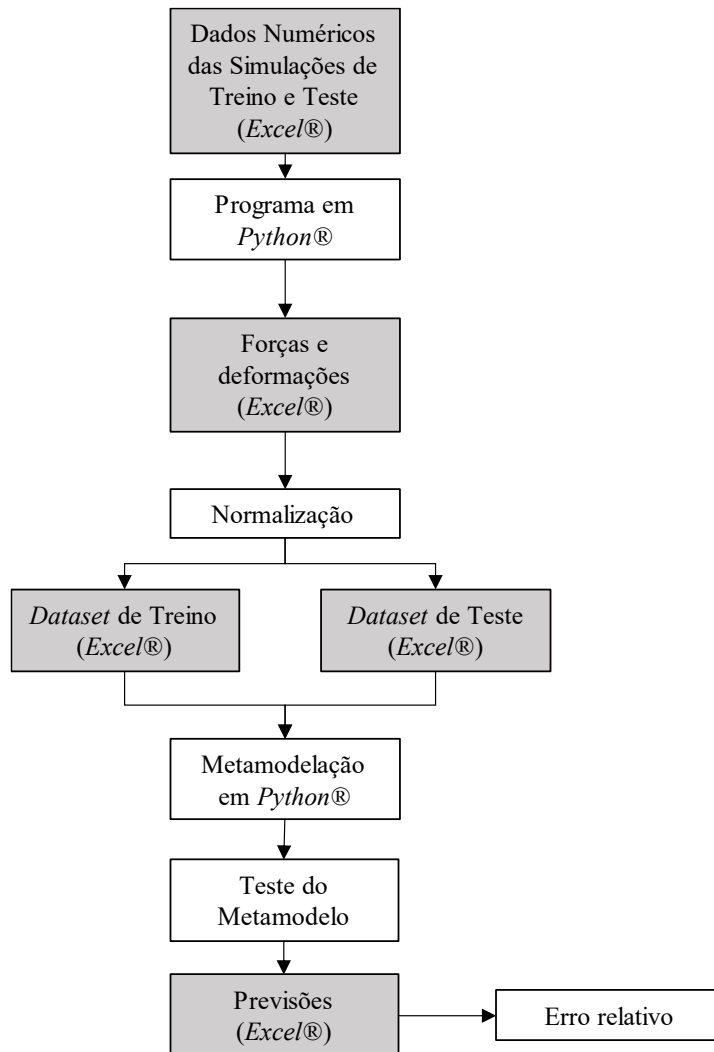 Dados Numéricos
das Simulações de
Treino e Teste
(Excel®)
Programa em
Python®
Forças e
deformações
(Excel®)
Normalização
Dataset de Treino
(Excel®)
Dataset de Teste
(Excel®)
Metamodelação
em Python®
Teste do
Metamodelo
Previsões
(Excel®)
Erro relativo